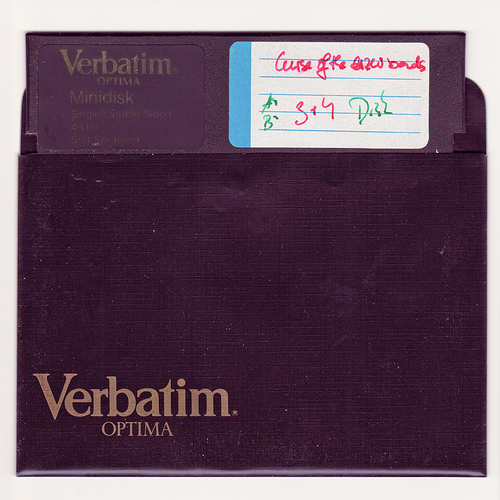 Verbatim
OPTIMA
Minidisk
Curse of the azure bonds
A:
B:
3+4 Disk
Verbatim.
OPTIMA